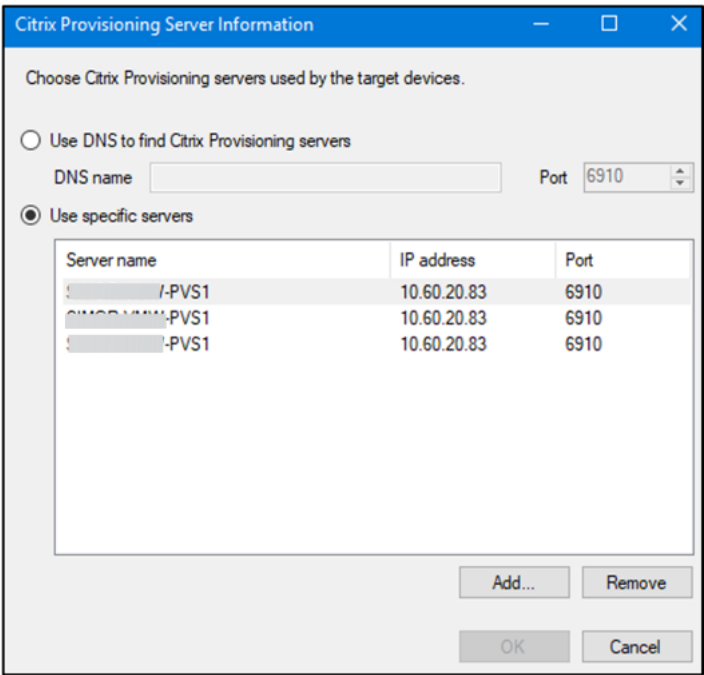 Citrix Provisioning Server Information
Choose Citrix Provisioning servers used by the target devices.
Use DNS to find Citrix Provisioning servers
DNS name Port 6910
Use specific servers
Server name IP address Port
-PVS1 10.60.20.83 6910
-PVS1 10.60.20.83 6910
-PVS1 10.60.20.83 6910
Add... Remove
OK Cancel